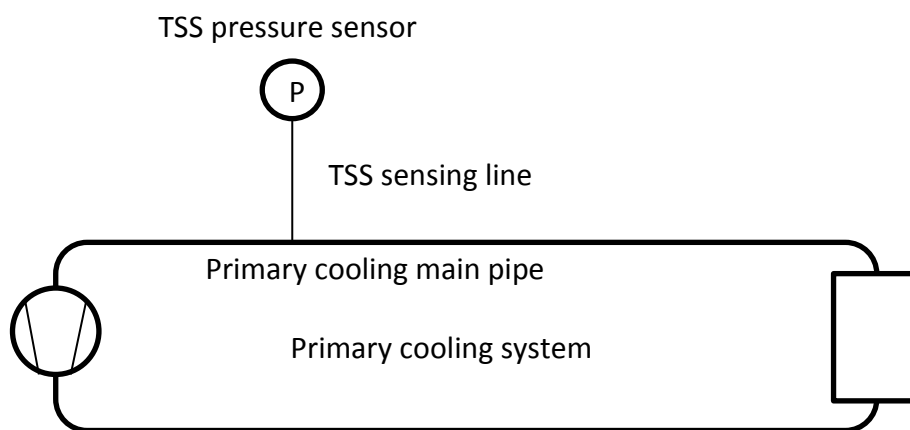 TSS pressure sensor
P
TSS sensing line
Primary cooling main pipe
Primary cooling system